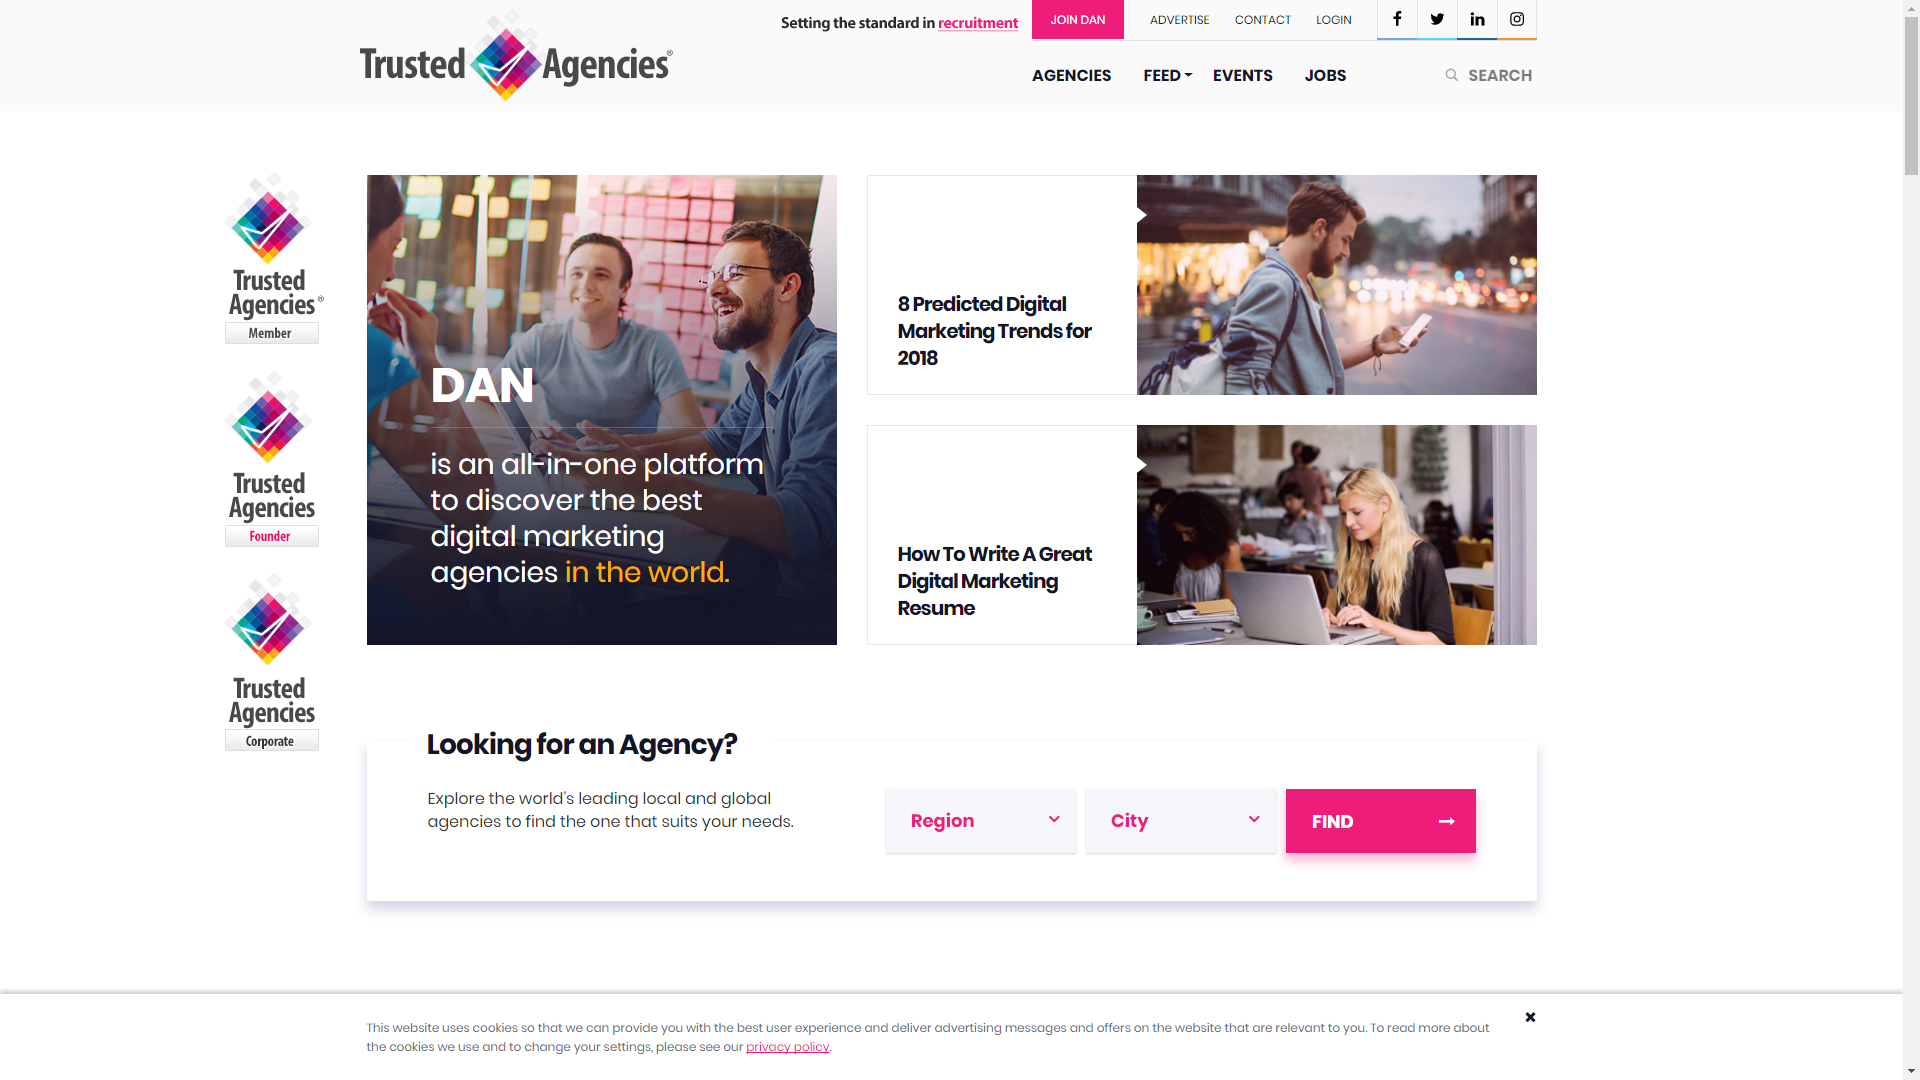 Trusted Agencies®
Setting the standard in recruitment
JOIN DAN
ADVERTISE
CONTACT
LOGIN
AGENCIES
FEED
EVENTS
JOBS
SEARCH
Trusted
Agencies®
Member
Trusted
Agencies
Founder
Trusted
Agencies
Corporate
DAN
is an all-in-one platform
to discover the best
digital marketing
agencies in the world.
8 Predicted Digital
Marketing Trends for
2018
How To Write A Great
Digital Marketing
Resume
Looking for an Agency?
Explore the world's leading local and global
agencies to find the one that suits your needs.
Region
City
FIND
This website uses cookies so that we can provide you with the best user experience and deliver advertising messages and offers on the website that are relevant to you. To read more about
the cookies we use and to change your settings, please see our privacy policy.